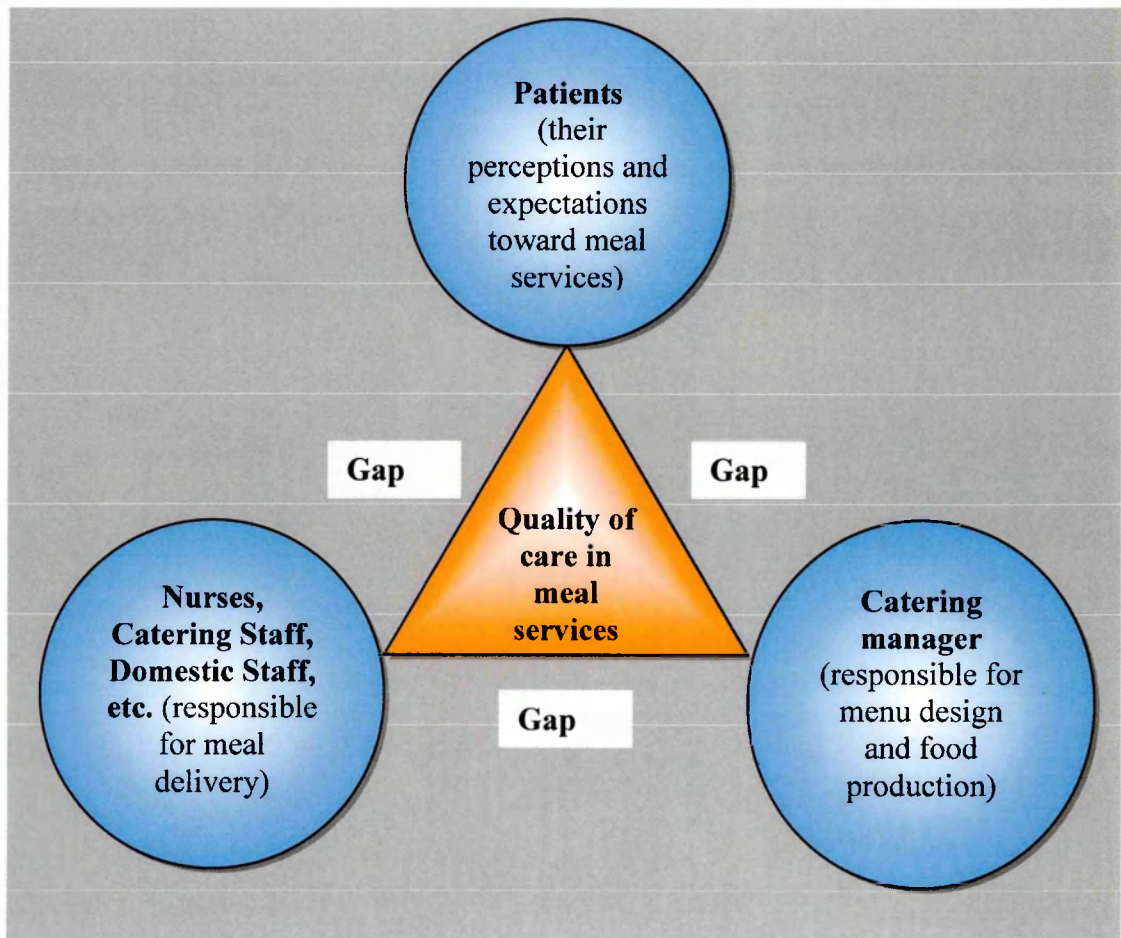 Patients
(their
perceptions and
expectations
toward meal
services)
Gap
Gap
Quality of
care in
meal
services
Nurses,
Catering Staff,
Domestic Staff,
etc. (responsible
for meal
delivery)
Catering
manager
(responsible for
menu design
and food
production)
Gap